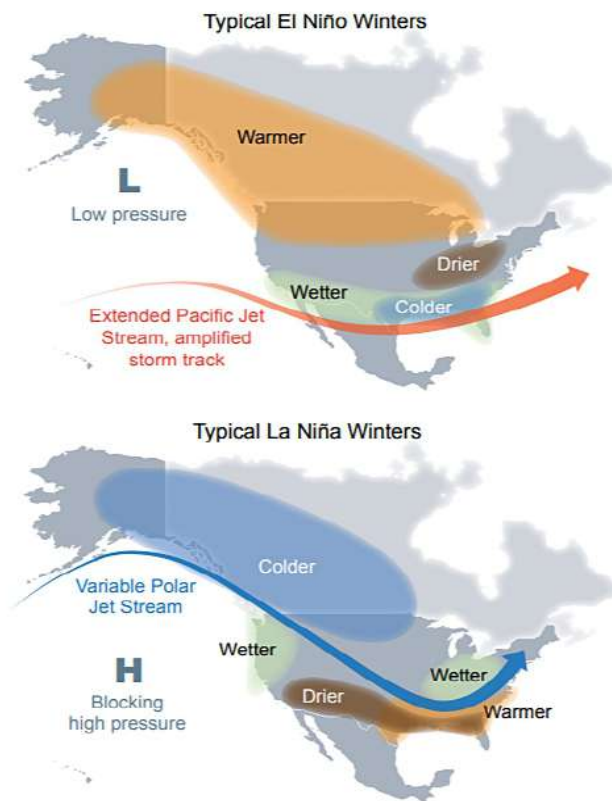 Typical El Niño Winters
Warmer
L
Low pressure
Drier
Wetter
Colder
Extended Pacific Jet
Stream, amplified
storm track
Typical La Niña Winters
Colder
Variable Polar
Jet Stream
Wetter
Wetter
H
Drier
Blocking
high pressure
Warmer